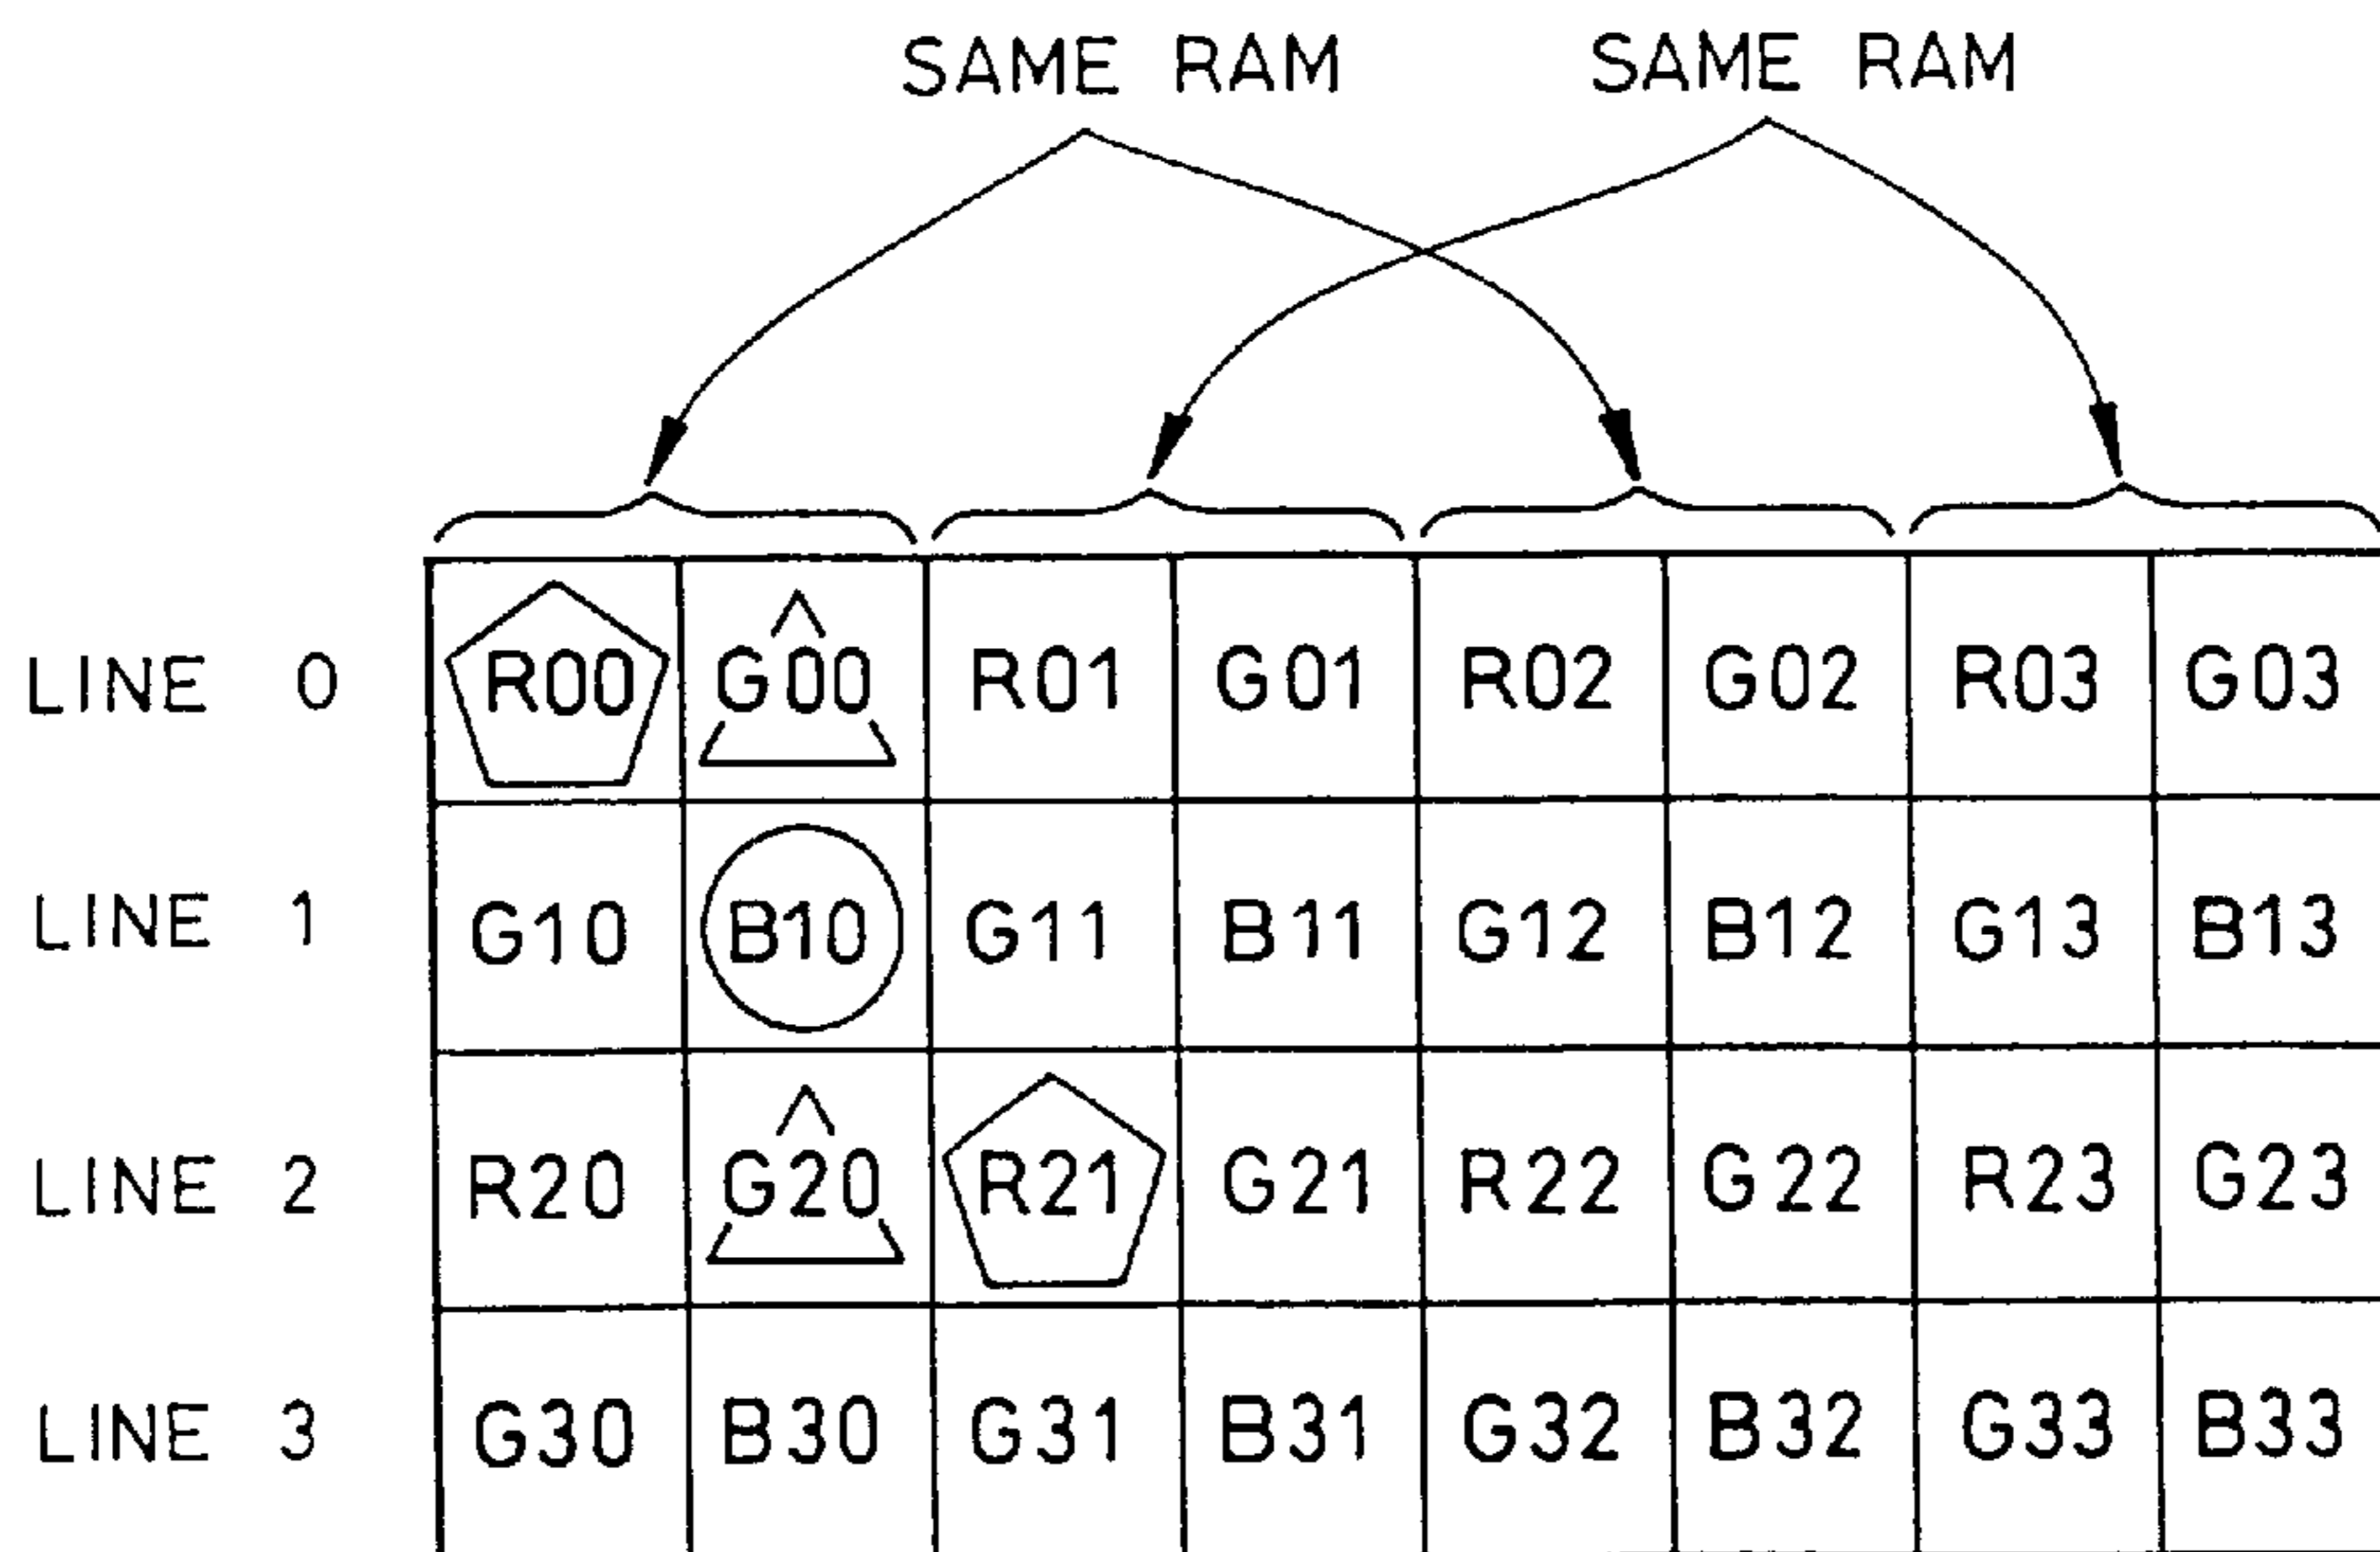 SAME RAM SAME RAM
LINE 0 R00 G00 R01 G01 R02 G02 R03 G03
LINE 1 G10 B10 G11 B11 G12 B12 G13 B13
LINE 2 R20 G20 R21 G21 R22 G22 R23 G23
LINE 3 G30 B30 G31 B31 G32 B32 G33 B33